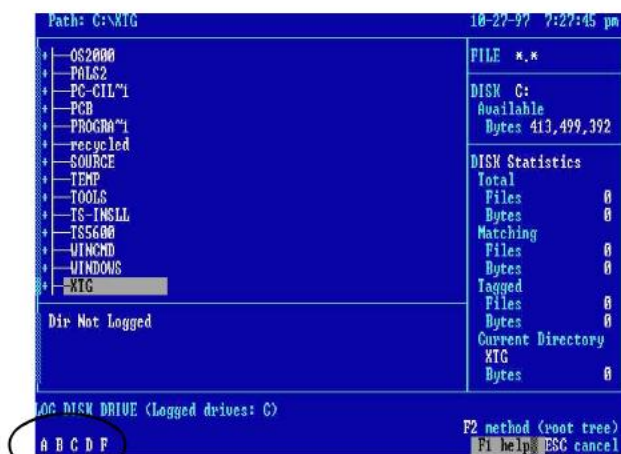 Path: C:\XTG
10-27-97 7:27:45 pm
OS2000
PALS2
PC-CIL~1
PCB
PROGRA~1
recycled
SOURCE
TEMP
TOOLS
TS-INSLL
TS5600
WINCMD
WINDOWS
XTG
Dir Not Logged
FILE *.*
DISK C:
Available
Bytes 413,499,392
DISK Statistics
Total
Files 0
Bytes 0
Matching
Files 0
Bytes 0
Tagged
Files 0
Bytes 0
Current Directory
XTG
Bytes 0
LOG DISK DRIVE (Logged drives: C)
A B C D F
F2 method (root tree)
F1 help ESC cancel